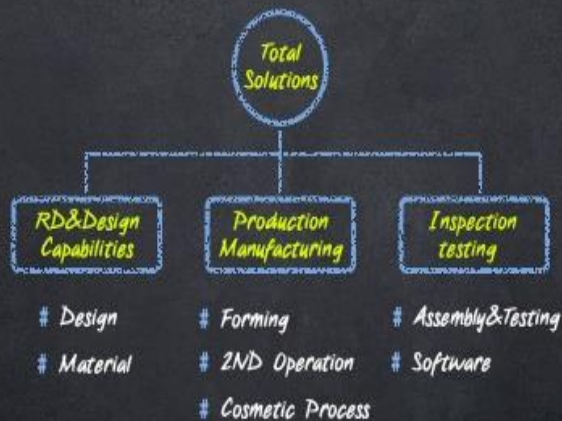 Total
Solutions
RD&Design
Capabilities
Production
Manufacturing
Inspection
testing
# Design
# Material
# Forming
# 2ND Operation
# Cosmetic Process
# Assembly&Testing
# Software